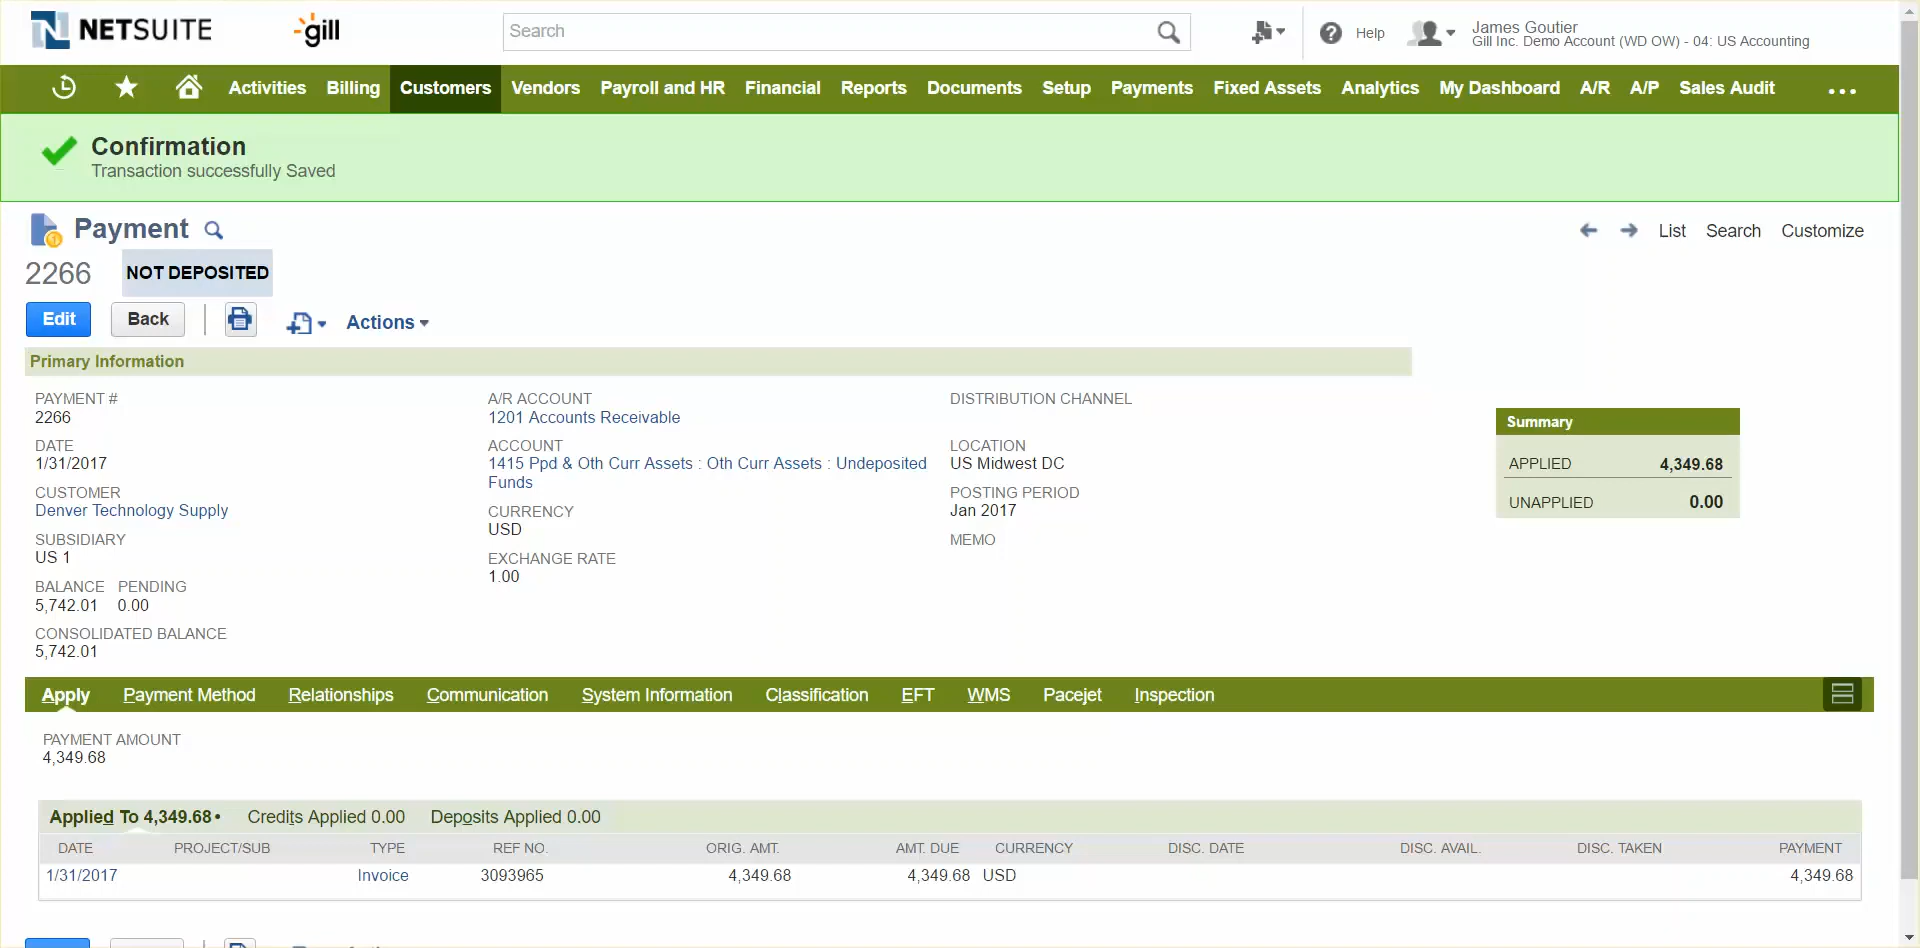 NETSUITE
gill
Search
Help
James Goutier
Gill Inc. Demo Account (WD OW) - 04: US Accounting
Activities Billing Customers Vendors Payroll and HR Financial Reports Documents Setup Payments Fixed Assets Analytics My Dashboard A/R A/P Sales Audit ...
Confirmation
Transaction successfully Saved
Payment
List Search Customize
2266 NOT DEPOSITED
Edit Back Actions
Primary Information
PAYMENT #
2266
DATE
1/31/2017
CUSTOMER
Denver Technology Supply
SUBSIDIARY
US 1
BALANCE PENDING
5,742.01 0.00
CONSOLIDATED BALANCE
5,742.01
A/R ACCOUNT
1201 Accounts Receivable
ACCOUNT
1415 Ppd & Oth Curr Assets : Oth Curr Assets : Undeposited
Funds
CURRENCY
USD
EXCHANGE RATE
1.00
DISTRIBUTION CHANNEL
LOCATION
US Midwest DC
POSTING PERIOD
Jan 2017
MEMO
Summary
APPLIED 4,349.68
UNAPPLIED 0.00
Apply Payment Method Relationships Communication System Information Classification EFT WMS Pacejet Inspection
PAYMENT AMOUNT
4,349.68
Applied To 4,349.68 • Credits Applied 0.00 Deposits Applied 0.00
DATE PROJECT/SUB TYPE REF NO. ORIG. AMT. AMT. DUE CURRENCY DISC. DATE DISC. AVAIL. DISC. TAKEN PAYMENT
1/31/2017 Invoice 3093965 4,349.68 4,349.68 USD 4,349.68